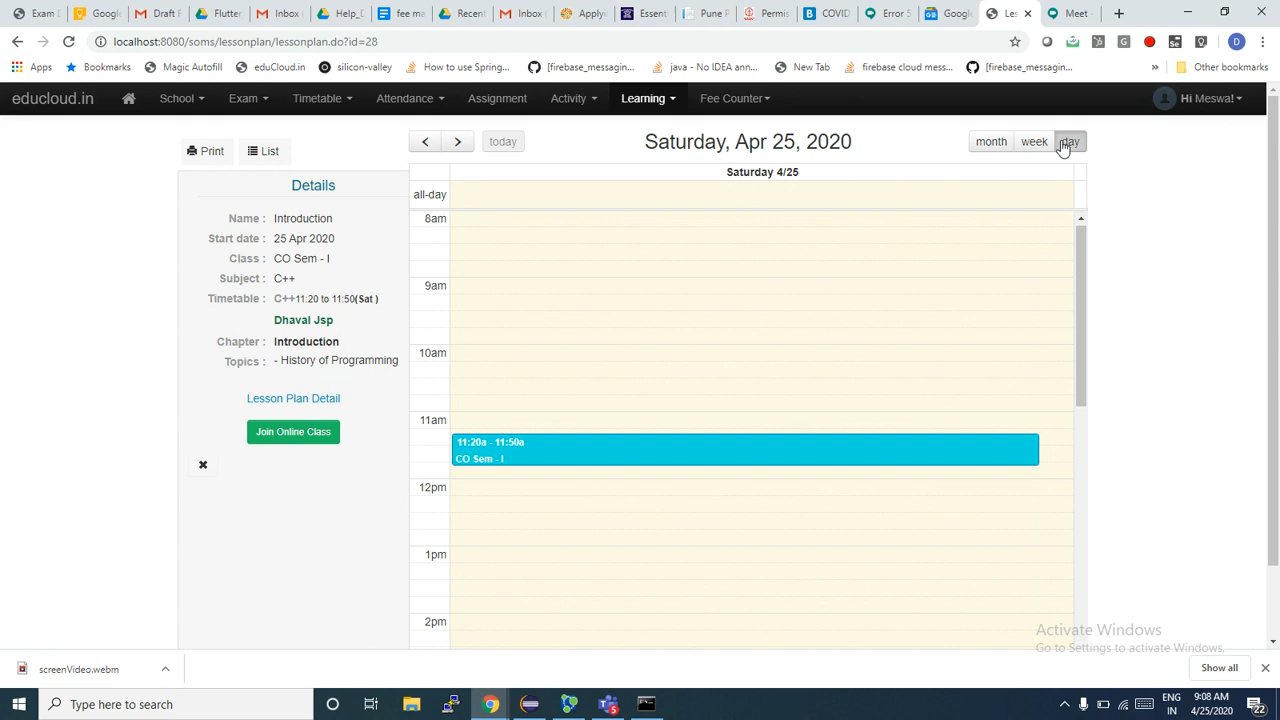 Exam D
Google
Draft F
Flutter
Inbox (
Help_D
fee ma
Recent
Inbox (
Applyi
Essenti
Pune P
Permis
COVID
Error 5
Google
Les
Meet -
localhost:8080/soms/lessonplan/lessonplan.do?id=28
Apps
Bookmarks
Magic Autofill
eduCloud.in
silicon-valley
How to use Spring...
[firebase_messagin...
java - No IDEA ann...
New Tab
firebase cloud mess...
[firebase_messagin...
»
Other bookmarks
educloud.in
School
Exam
Timetable
Attendance
Assignment
Activity
Learning
Fee Counter
Hi Meswa!
Print
List
today
Saturday, Apr 25, 2020
month
week
day
Details
Name : Introduction
Start date : 25 Apr 2020
Class : CO Sem - I
Subject : C++
Timetable : C++11:20 to 11:50(Sat )
Dhaval Jsp
Chapter : Introduction
Topics : - History of Programming
Lesson Plan Detail
Join Online Class
Saturday 4/25
all-day
8am
9am
10am
11am
11:20a - 11:50a
CO Sem - I
12pm
1pm
2pm
Activate Windows
Go to Settings to activate Windows.
screenVideo.webm
Show all
Type here to search
ENG
IN
9:08 AM
4/25/2020
22